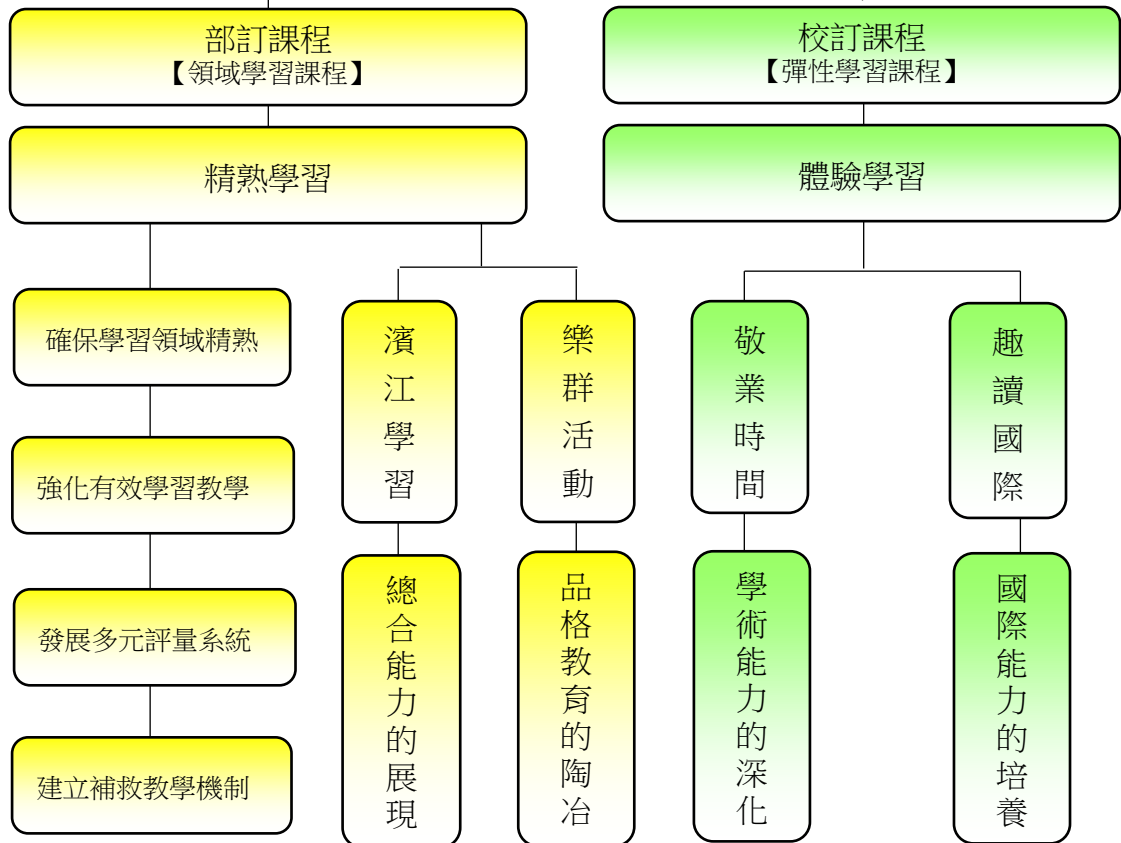 部訂課程
【領域學習課程】
校訂課程
【彈性學習課程】
精熟學習
體驗學習
確保學習領域精熟
強化有效學習教學
發展多元評量系統
建立補救教學機制
濱江學習
樂群活動
敬業時間
趣讀國際
總合能力的展現
品格教育的陶冶
學術能力的深化
國際能力的培養